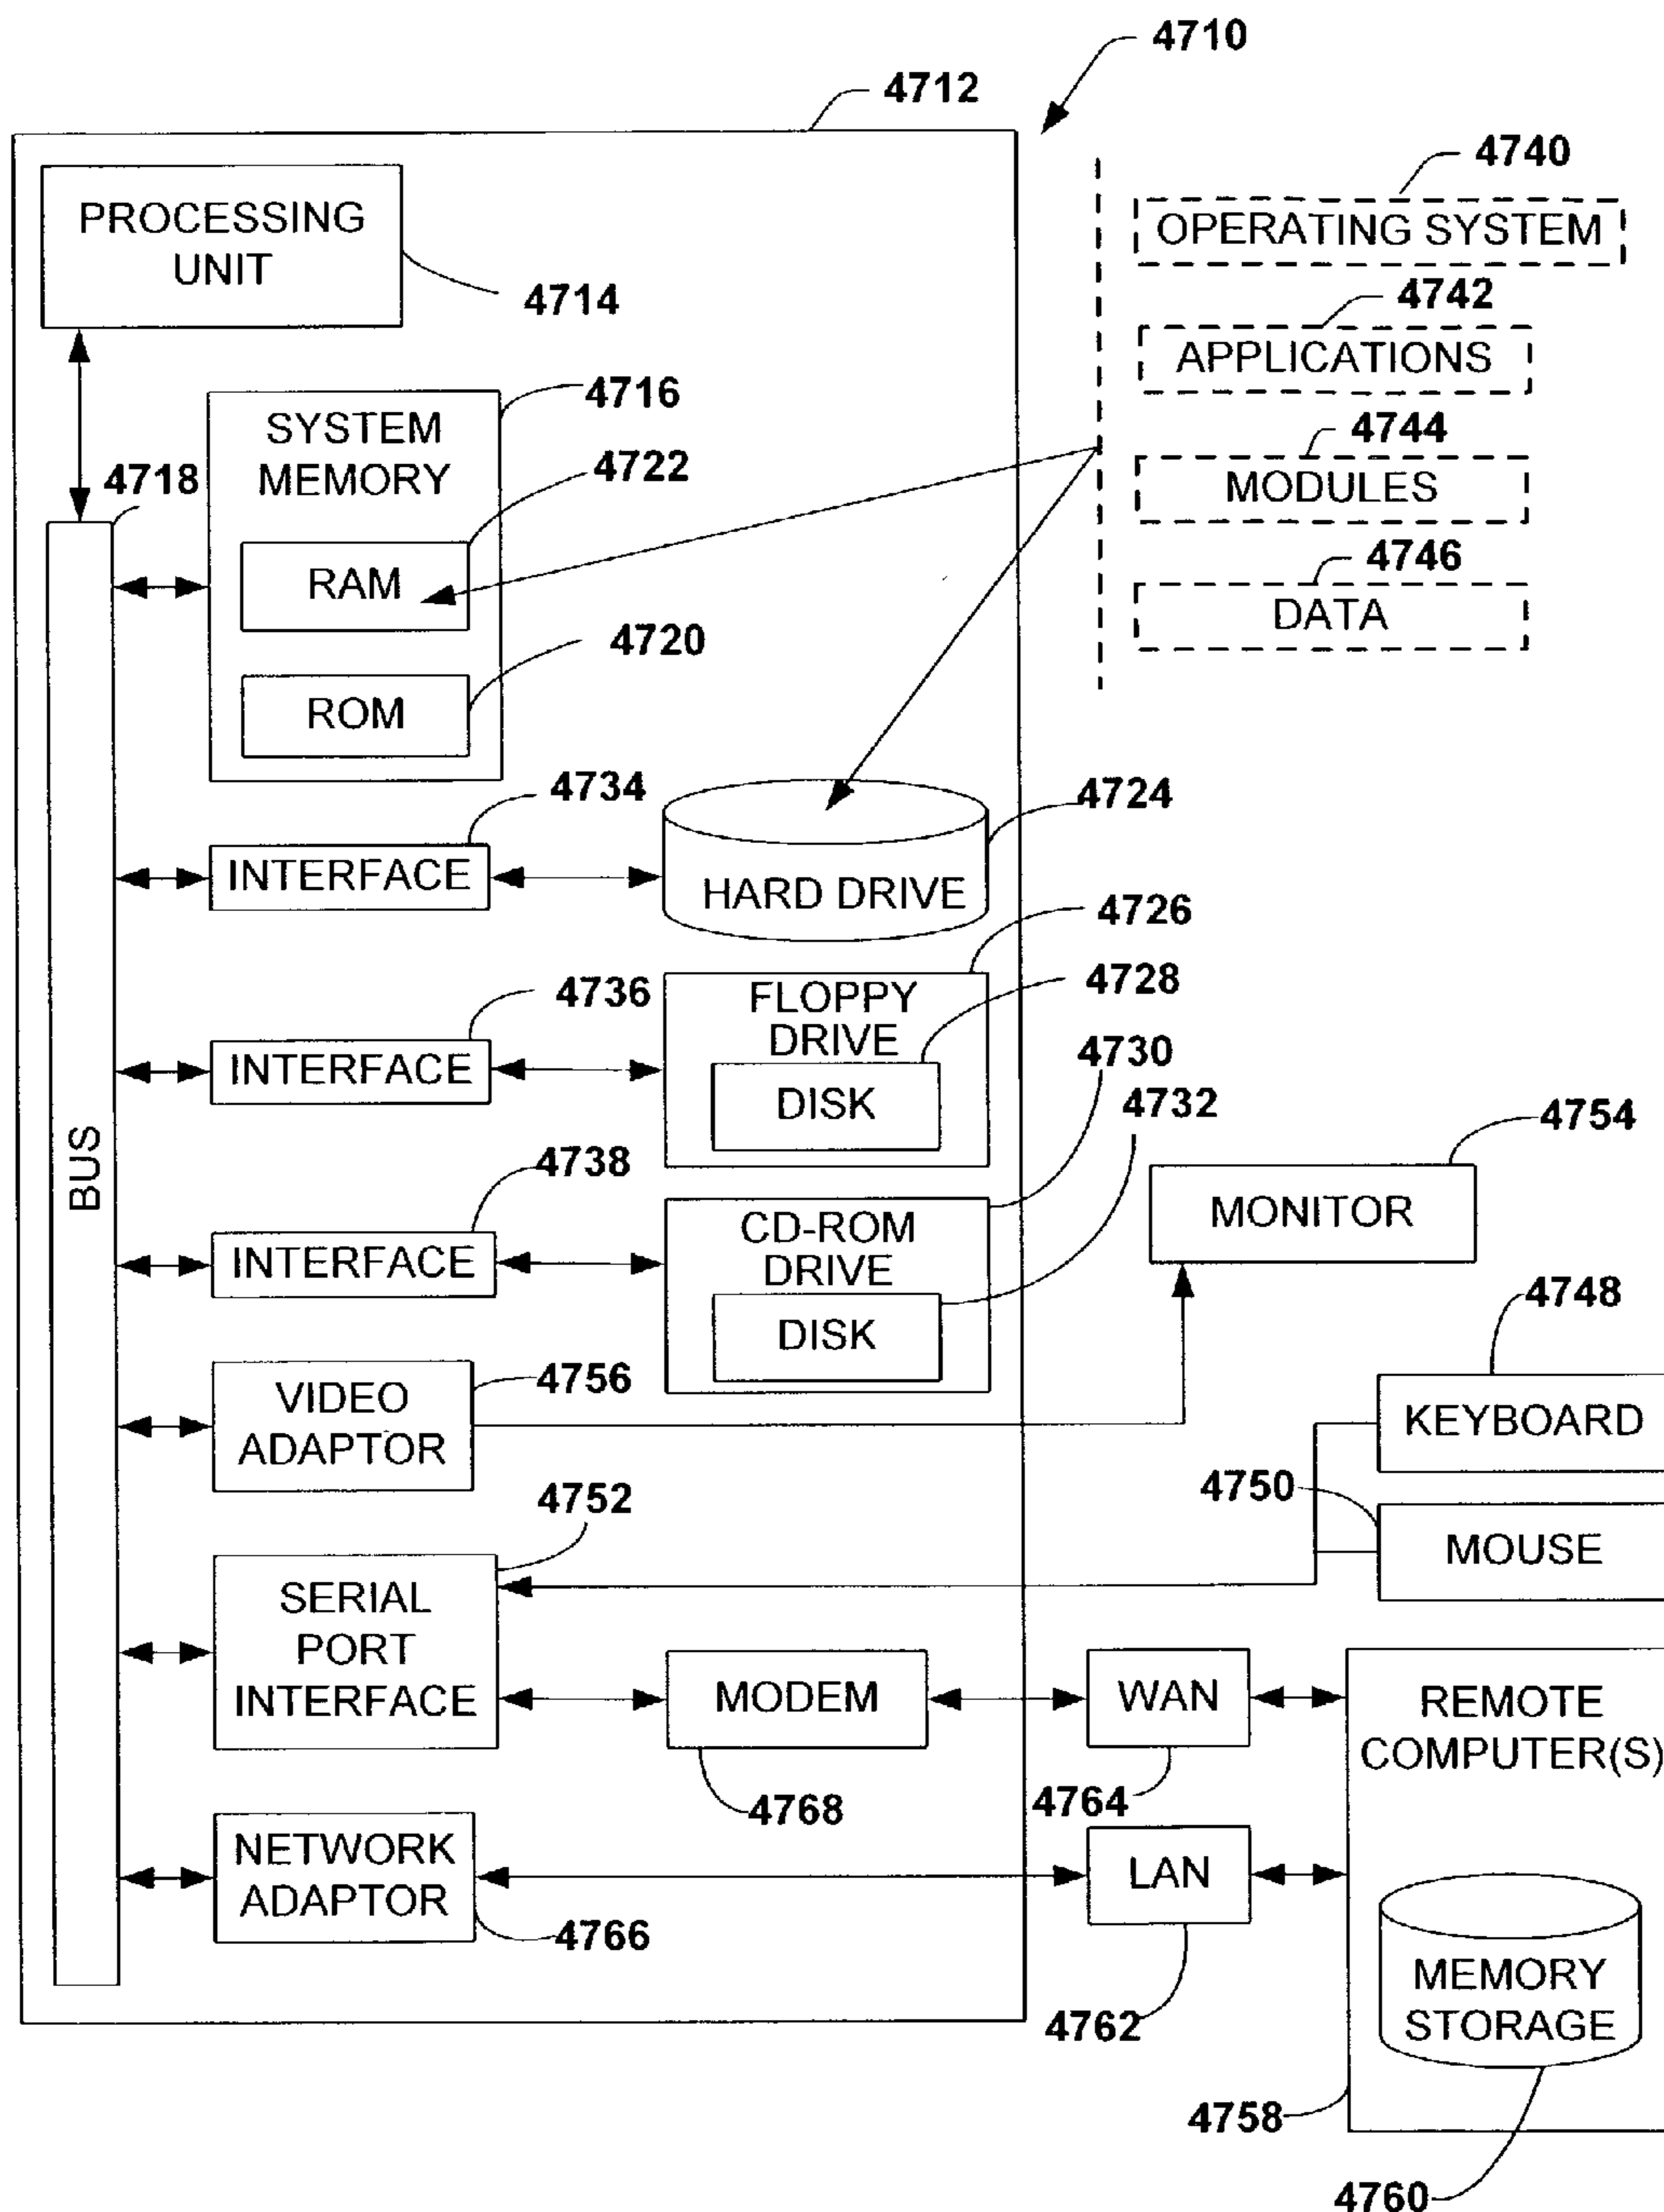 4710
4712
4740
PROCESSING
UNIT
OPERATING SYSTEM
4714
4742
APPLICATIONS
4716
SYSTEM
MEMORY
4744
4722
4718
MODULES
4746
RAM
DATA
4720
ROM
4734
4724
INTERFACE
HARD DRIVE
4726
4736
FLOPPY
DRIVE
4728
INTERFACE
4730
DISK
4732
BUS
4738
4754
CD-ROM
DRIVE
MONITOR
INTERFACE
4748
DISK
4756
VIDEO
ADAPTOR
KEYBOARD
4752
4750
MOUSE
SERIAL
PORT
INTERFACE
MODEM
WAN
REMOTE
COMPUTER(S)
4768
4764
NETWORK
ADAPTOR
LAN
4766
MEMORY
STORAGE
4762
4758
4760